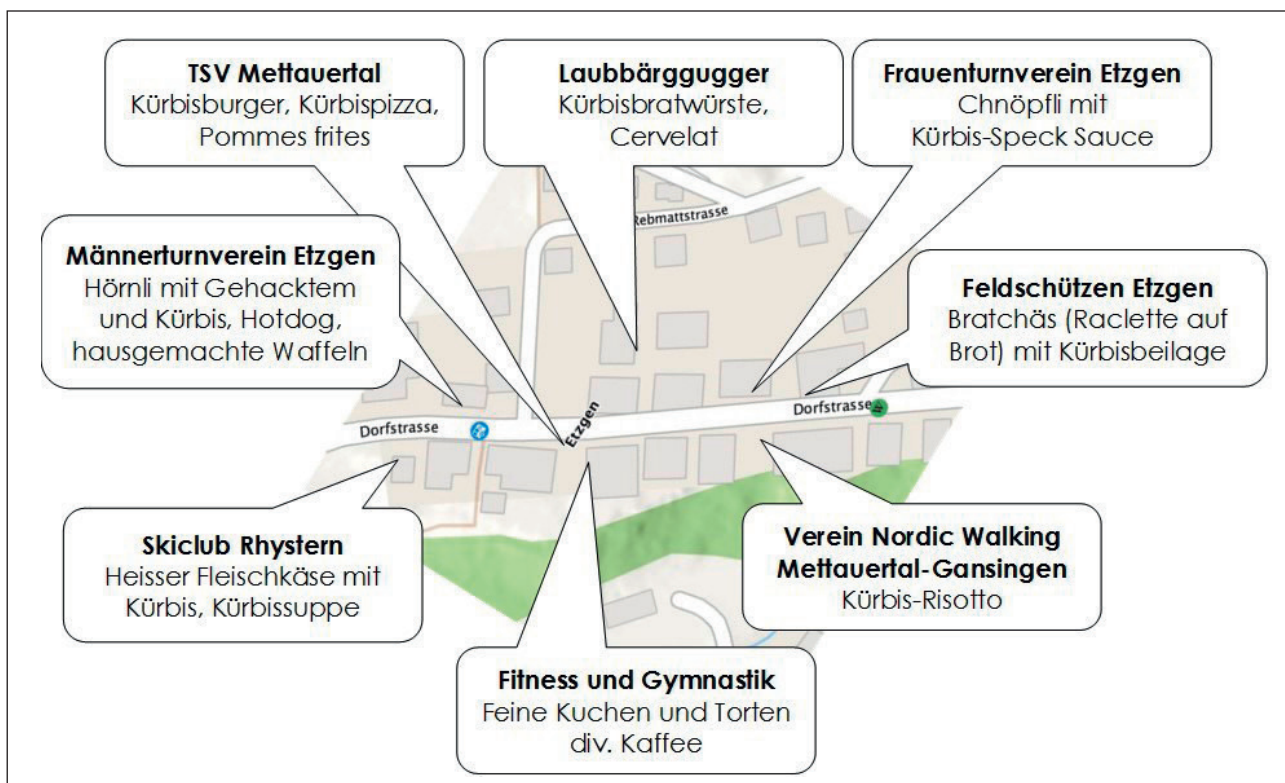 TSV Mettauertal
Kürbisburger, Kürbispizza,
Pommes frites
Laubbärggugger
Kürbisbratwürste,
Cervelat
Frauenturnverein Etzgen
Chnöpfli mit
Kürbis-Speck Sauce
Rebmattstrasse
Männerturnverein Etzgen
Hörnli mit Gehacktem
und Kürbis, Hotdog,
hausgemachte Waffeln
Feldschützen Etzgen
Bratchäs (Raclette auf
Brot) mit Kürbisbeilage
Dorfstrasse
Etzgen
Dorfstrasse
Skiclub Rhystern
Heisser Fleischkäse mit
Kürbis, Kürbissuppe
Verein Nordic Walking
Mettauertal-Gansingen
Kürbis-Risotto
Fitness und Gymnastik
Feine Kuchen und Torten
div. Kaffee